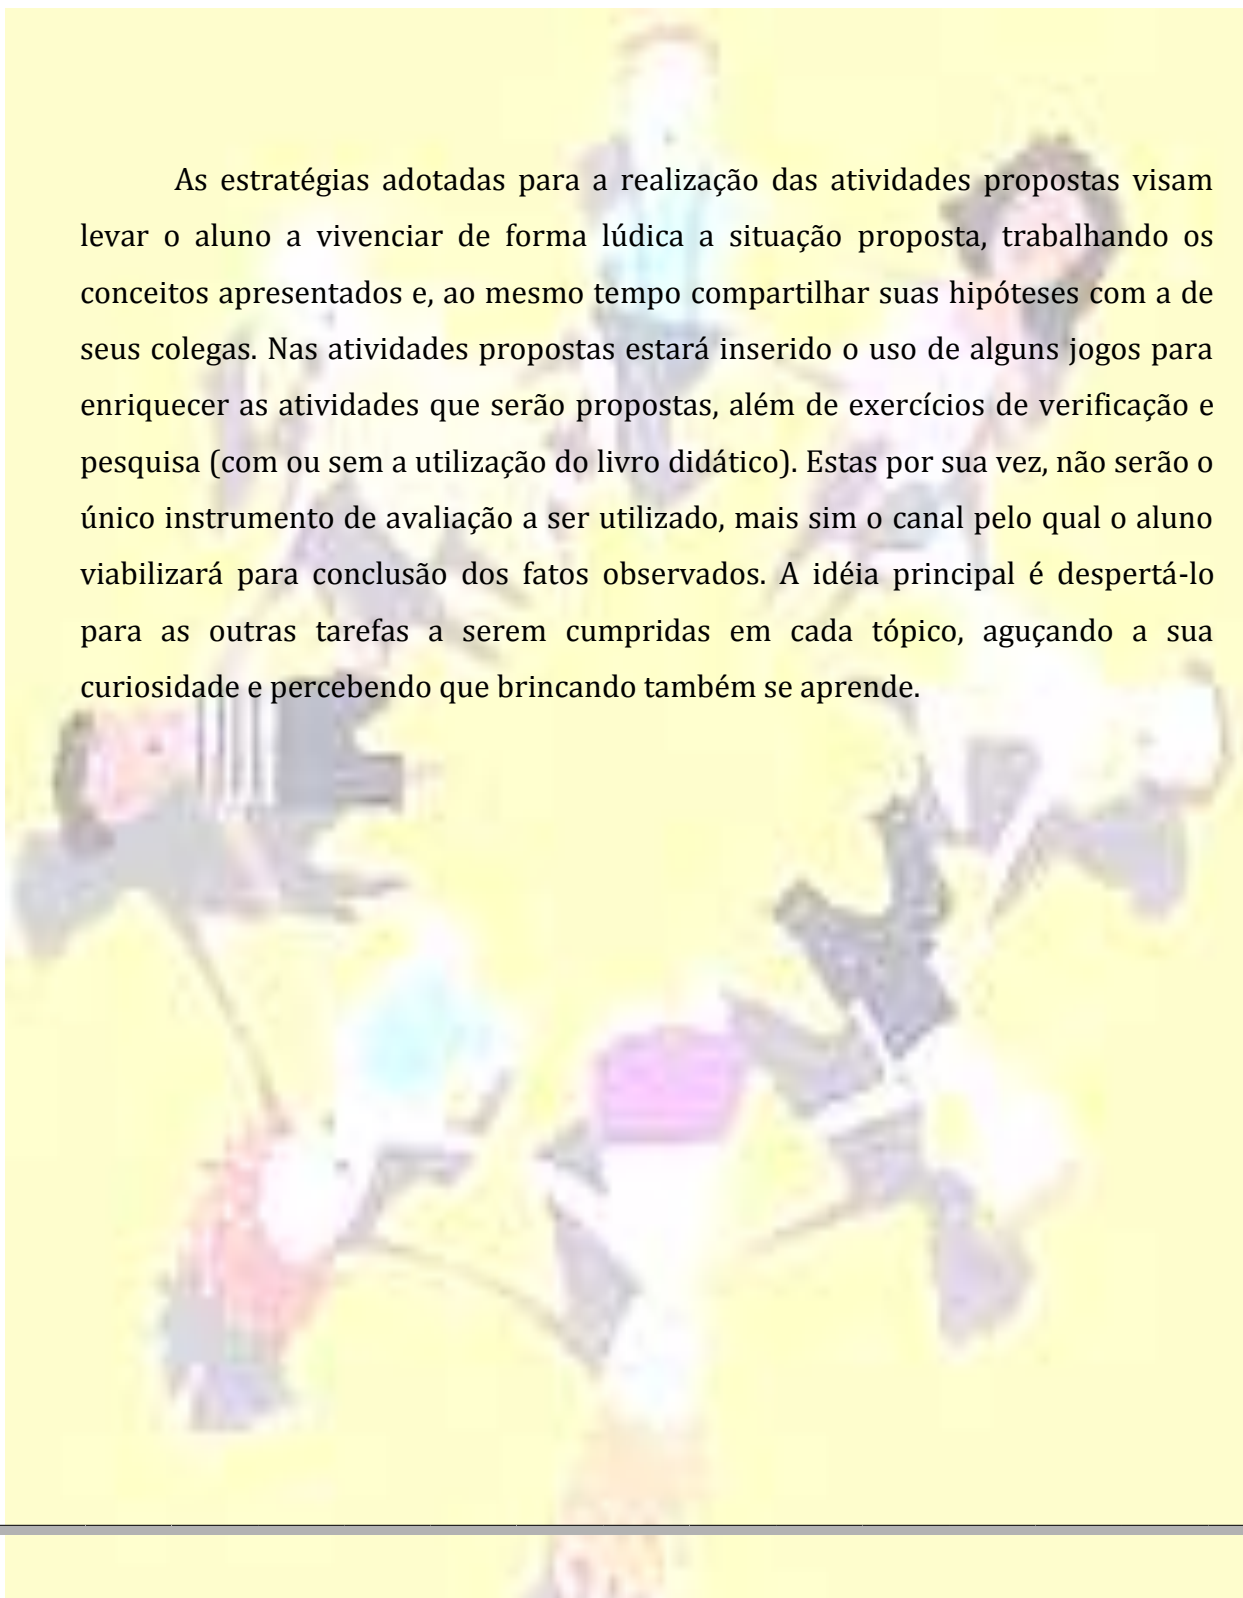 As estratégias adotadas para a realização das atividades propostas visam
levar o aluno a vivenciar de forma lúdica a situação proposta, trabalhando os
conceitos apresentados e, ao mesmo tempo compartilhar suas hipóteses com a de
seus colegas. Nas atividades propostas estará inserido o uso de alguns jogos para
enriquecer as atividades que serão propostas, além de exercícios de verificação e
pesquisa (com ou sem a utilização do livro didático). Estas por sua vez, não serão o
único instrumento de avaliação a ser utilizado, mais sim o canal pelo qual o aluno
viabilizará para conclusão dos fatos observados. A idéia principal é despertá-lo
para as outras tarefas a serem cumpridas em cada tópico, aguçando a sua
curiosidade e percebendo que brincando também se aprende.